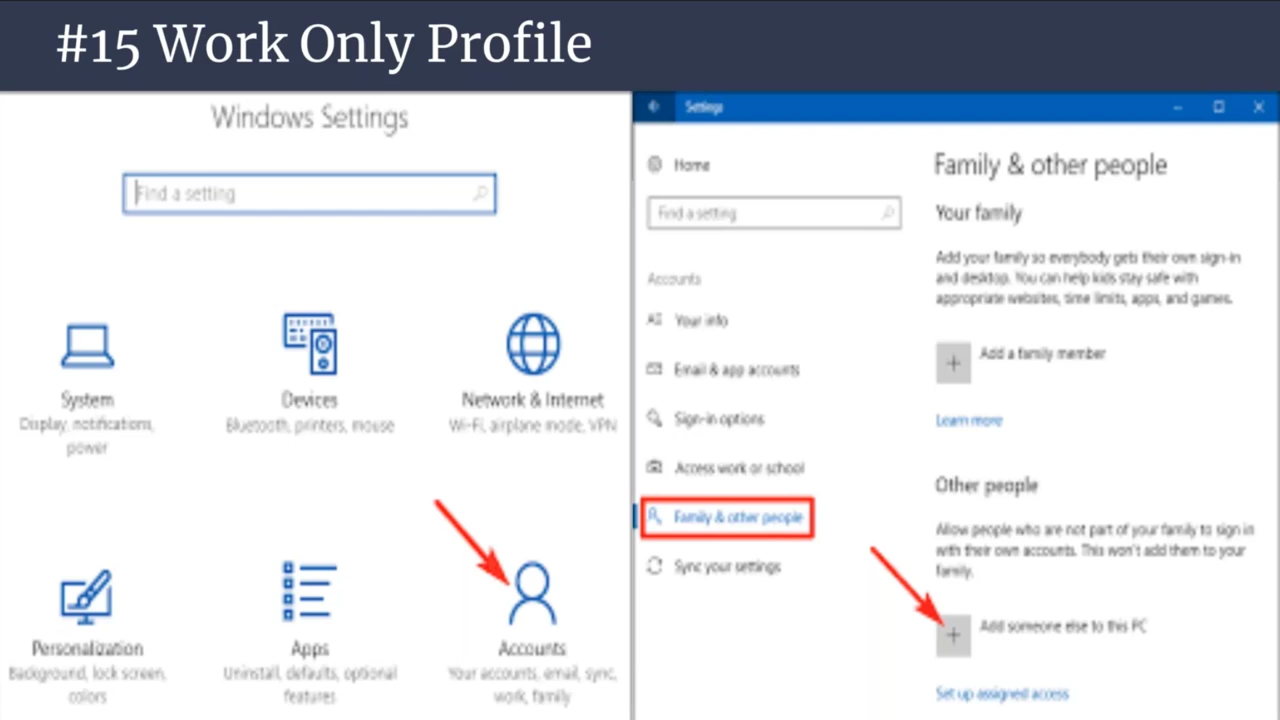 #15 Work Only Profile
Windows Settings
Find a setting
System
Display, notifications,
power
Devices
Bluetooth, printers, mouse
Network & Internet
Wi-Fi, airplane mode, VPN
Personalization
Background, lock screen,
colors
Apps
Uninstall, defaults, optional
features
Accounts
Your accounts, email, sync,
work, family
Settings
Home
Find a setting
Accounts
Your info
Email & app accounts
Sign-in options
Access work or school
Family & other people
Sync your settings
Family & other people
Your family
Add your family so everybody gets their own sign-in
and desktop. You can help kids stay safe with
appropriate websites, time limits, apps, and games.
Add a family member
Learn more
Other people
Allow people who are not part of your family to sign in
with their own accounts. This won't add them to your
family.
Add someone else to this PC
Set up assigned access